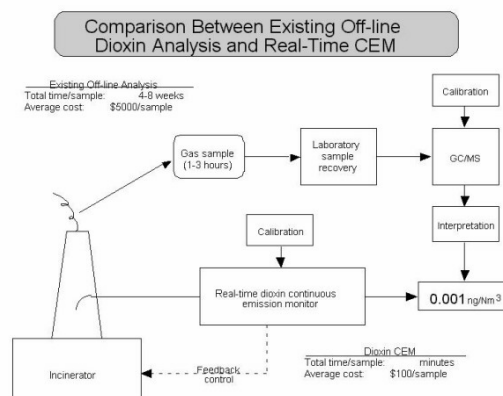 Comparison Between Existing Off-line
Dioxin Analysis and Real-Time CEM
Existing Off-line Analysis
Total time/sample: 4-8 weeks
Average cost: $5000/sample
Calibration
Gas sample
(1-3 hours)
Laboratory
sample
recovery
GC/MS
Calibration
Interpretation
Real-time dioxin continuous
emission monitor
0.001 ng/Nm3
Incinerator
Feedback
control
Dioxin CEM
Total time/sample: minutes
Average cost: $100/sample